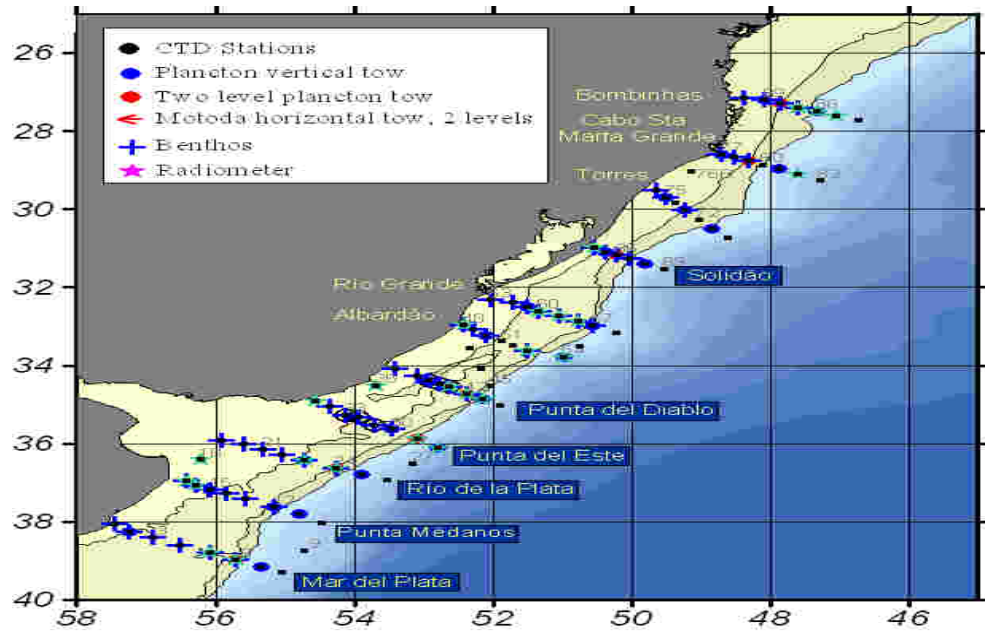 CTD Stations
Plancton vertical tow
Two level plancton tow
Motoda horizontal tow, 2 levels
Benthos
Radiometer
Bombinhas
Cabo Sta
Marta Grande
Torres
Solidão
Rio Grande
Albardão
Punta del Diablo
Punta del Este
Río de la Plata
Punta Médanos
Mar del Plata
26
28
30
32
34
36
38
40
58
56
54
52
50
48
46